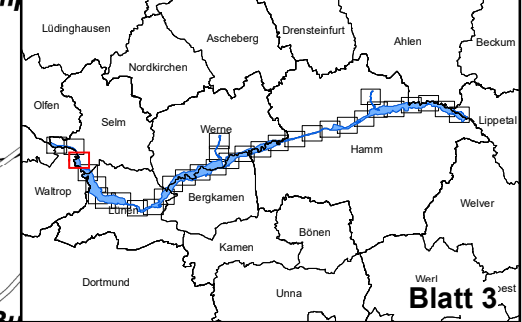 Lüdinghausen
Ascheberg
Drensteinfurt
Ahlen
Beckum
Nordkirchen
Olfen
Selm
Werne
Lippetal
Hamm
Waltrop
Lünen
Bergkamen
Welver
Bönen
Kamen
Dortmund
Unna
Werl
Blatt 3